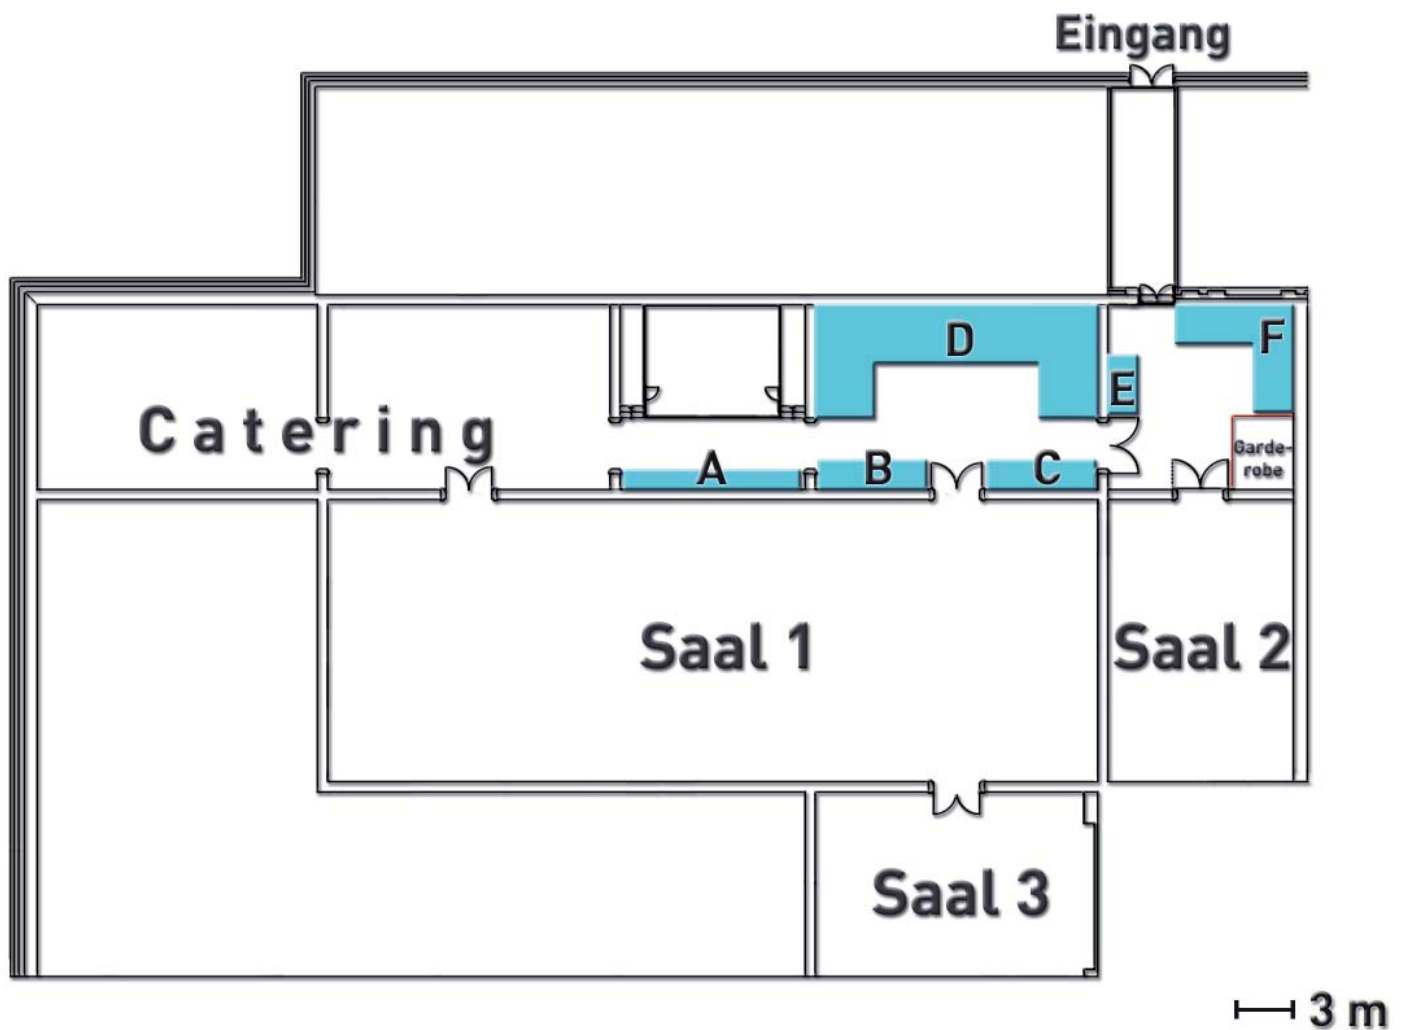 Eingang
D
F
E
Catering
Garde-
robe
A
B
C
Saal 1
Saal 2
Saal 3
3 m